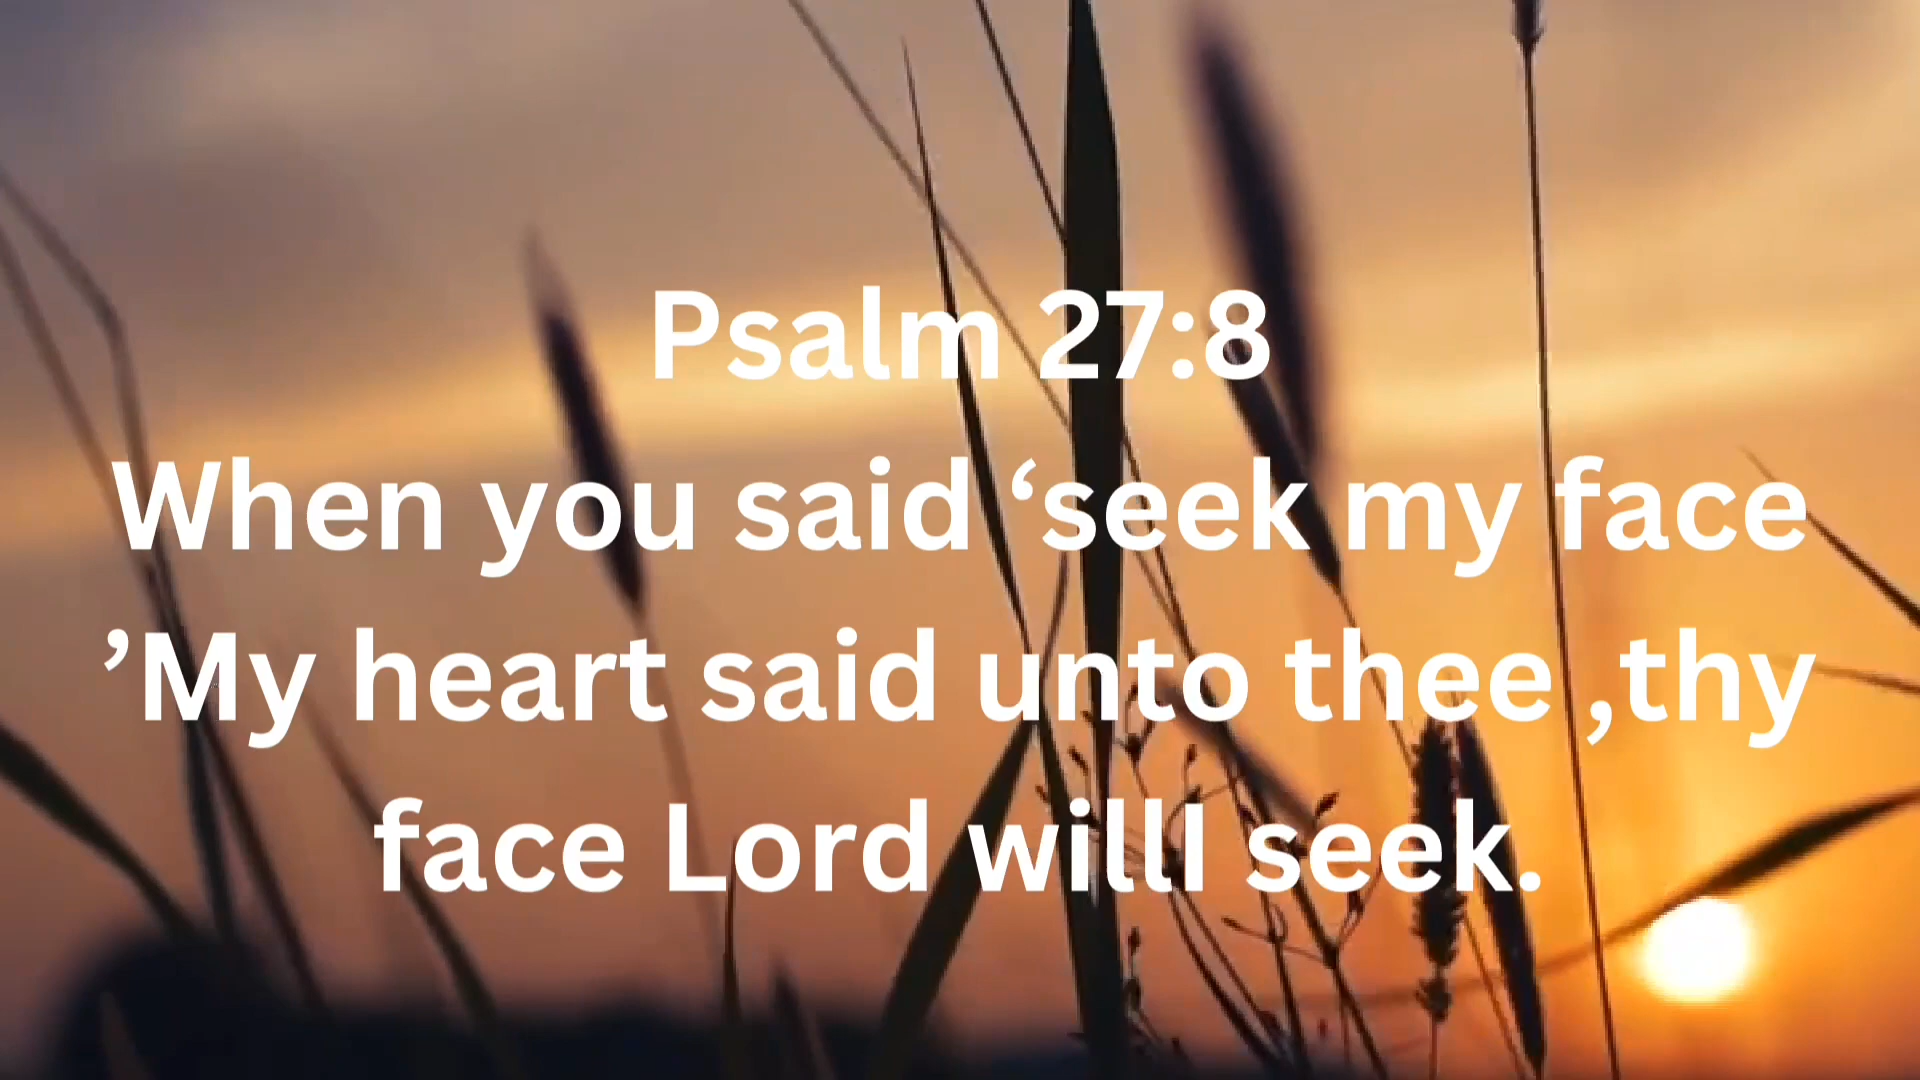 Psalm 27:8
When you said ‘seek my face
’My heart said unto thee ,thy
face Lord willI seek.